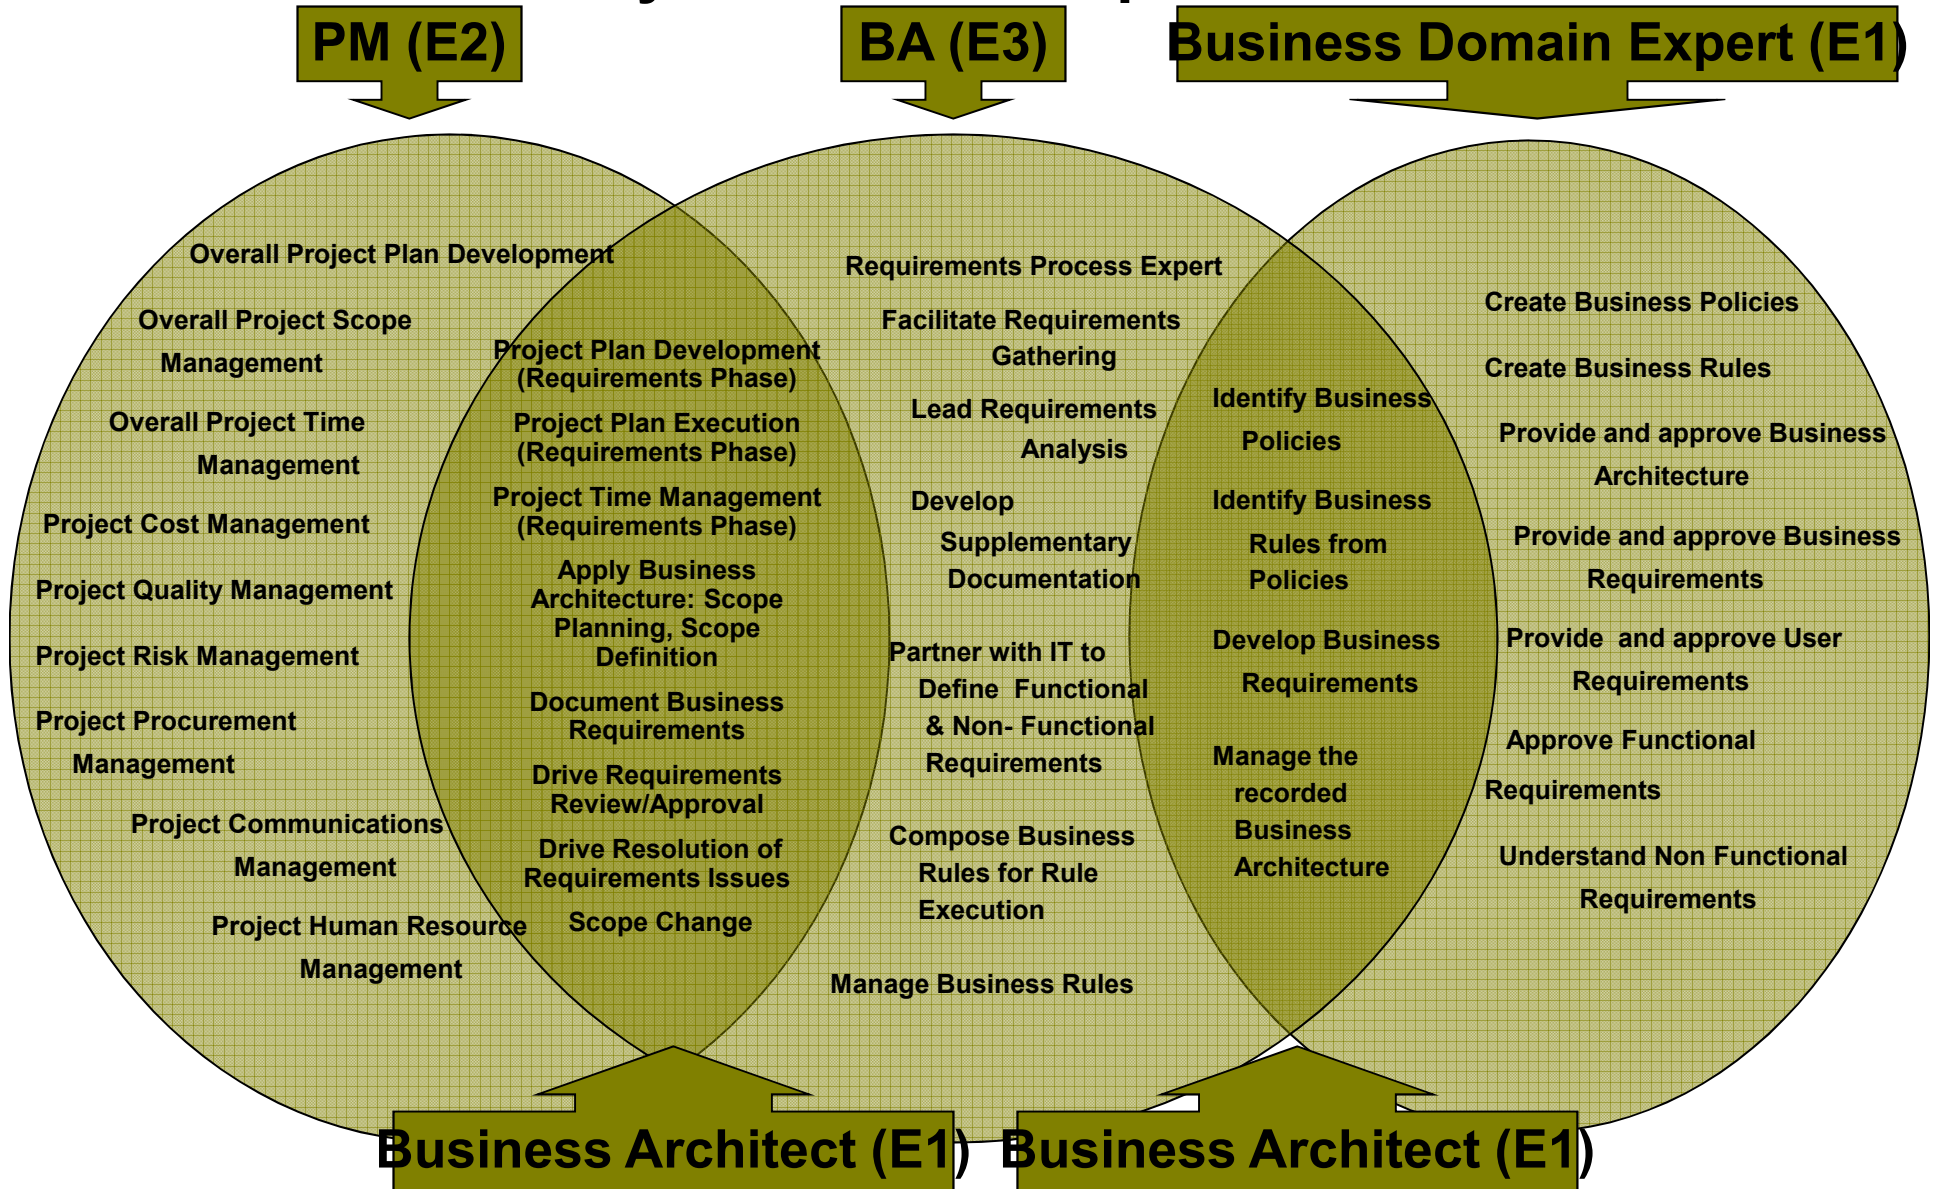 PM (E2)
BA (E3)
Business Domain Expert (E1)
Overall Project Plan Development
Overall Project Scope
Management
Overall Project Time
Management
Project Cost Management
Project Quality Management
Project Risk Management
Project Procurement
Management
Project Communications
Management
Project Human Resource
Management
Project Plan Development
(Requirements Phase)
Project Plan Execution
(Requirements Phase)
Project Time Management
(Requirements Phase)
Apply Business
Architecture: Scope
Planning, Scope
Definition
Document Business
Requirements
Drive Requirements
Review/Approval
Drive Resolution of
Requirements Issues
Scope Change
Requirements Process Expert
Facilitate Requirements
Gathering
Lead Requirements
Analysis
Develop
Supplementary
Documentation
Partner with IT to
Define Functional
& Non- Functional
Requirements
Compose Business
Rules for Rule
Execution
Manage Business Rules
Identify Business
Policies
Identify Business
Rules from
Policies
Develop Business
Requirements
Manage the
recorded
Business
Architecture
Create Business Policies
Create Business Rules
Provide and approve Business
Architecture
Provide and approve Business
Requirements
Provide and approve User
Requirements
Approve Functional
Requirements
Understand Non Functional
Requirements
Business Architect (E1)
Business Architect (E1)